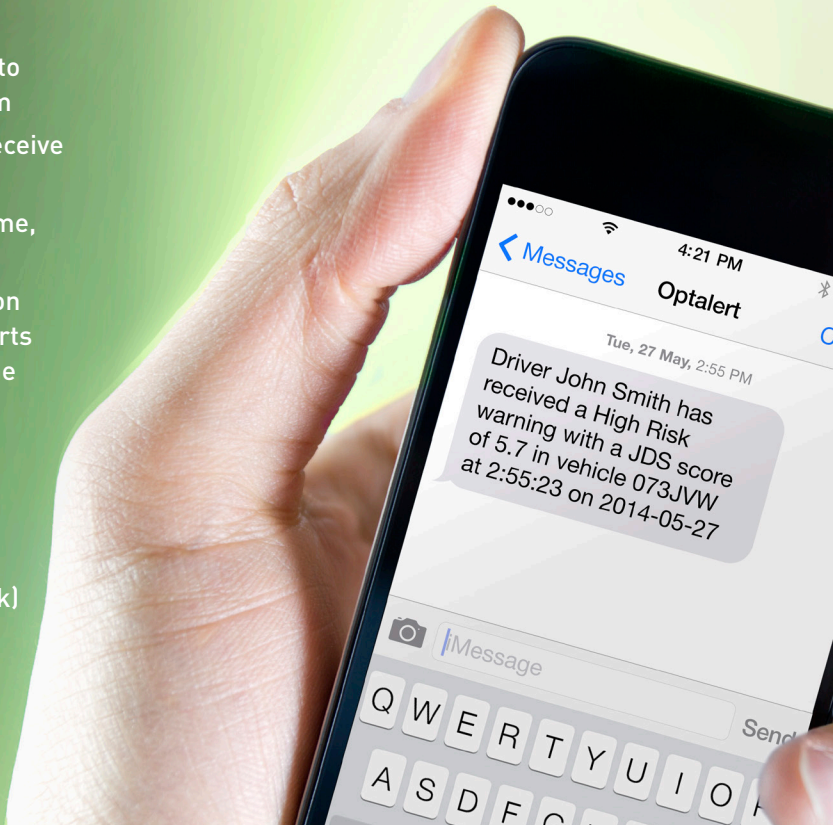 to
eceive
me,
on
rts
e
k)
4:21 PM
Messages
Optalert
Tue, 27 May, 2:55 PM
Driver John Smith has
received a High Risk
warning with a JDS score
of 5.7 in vehicle 073JVW
at 2:55:23 on 2014-05-27
iMessage
Send
Q W E R T Y U I O P
A S D F G